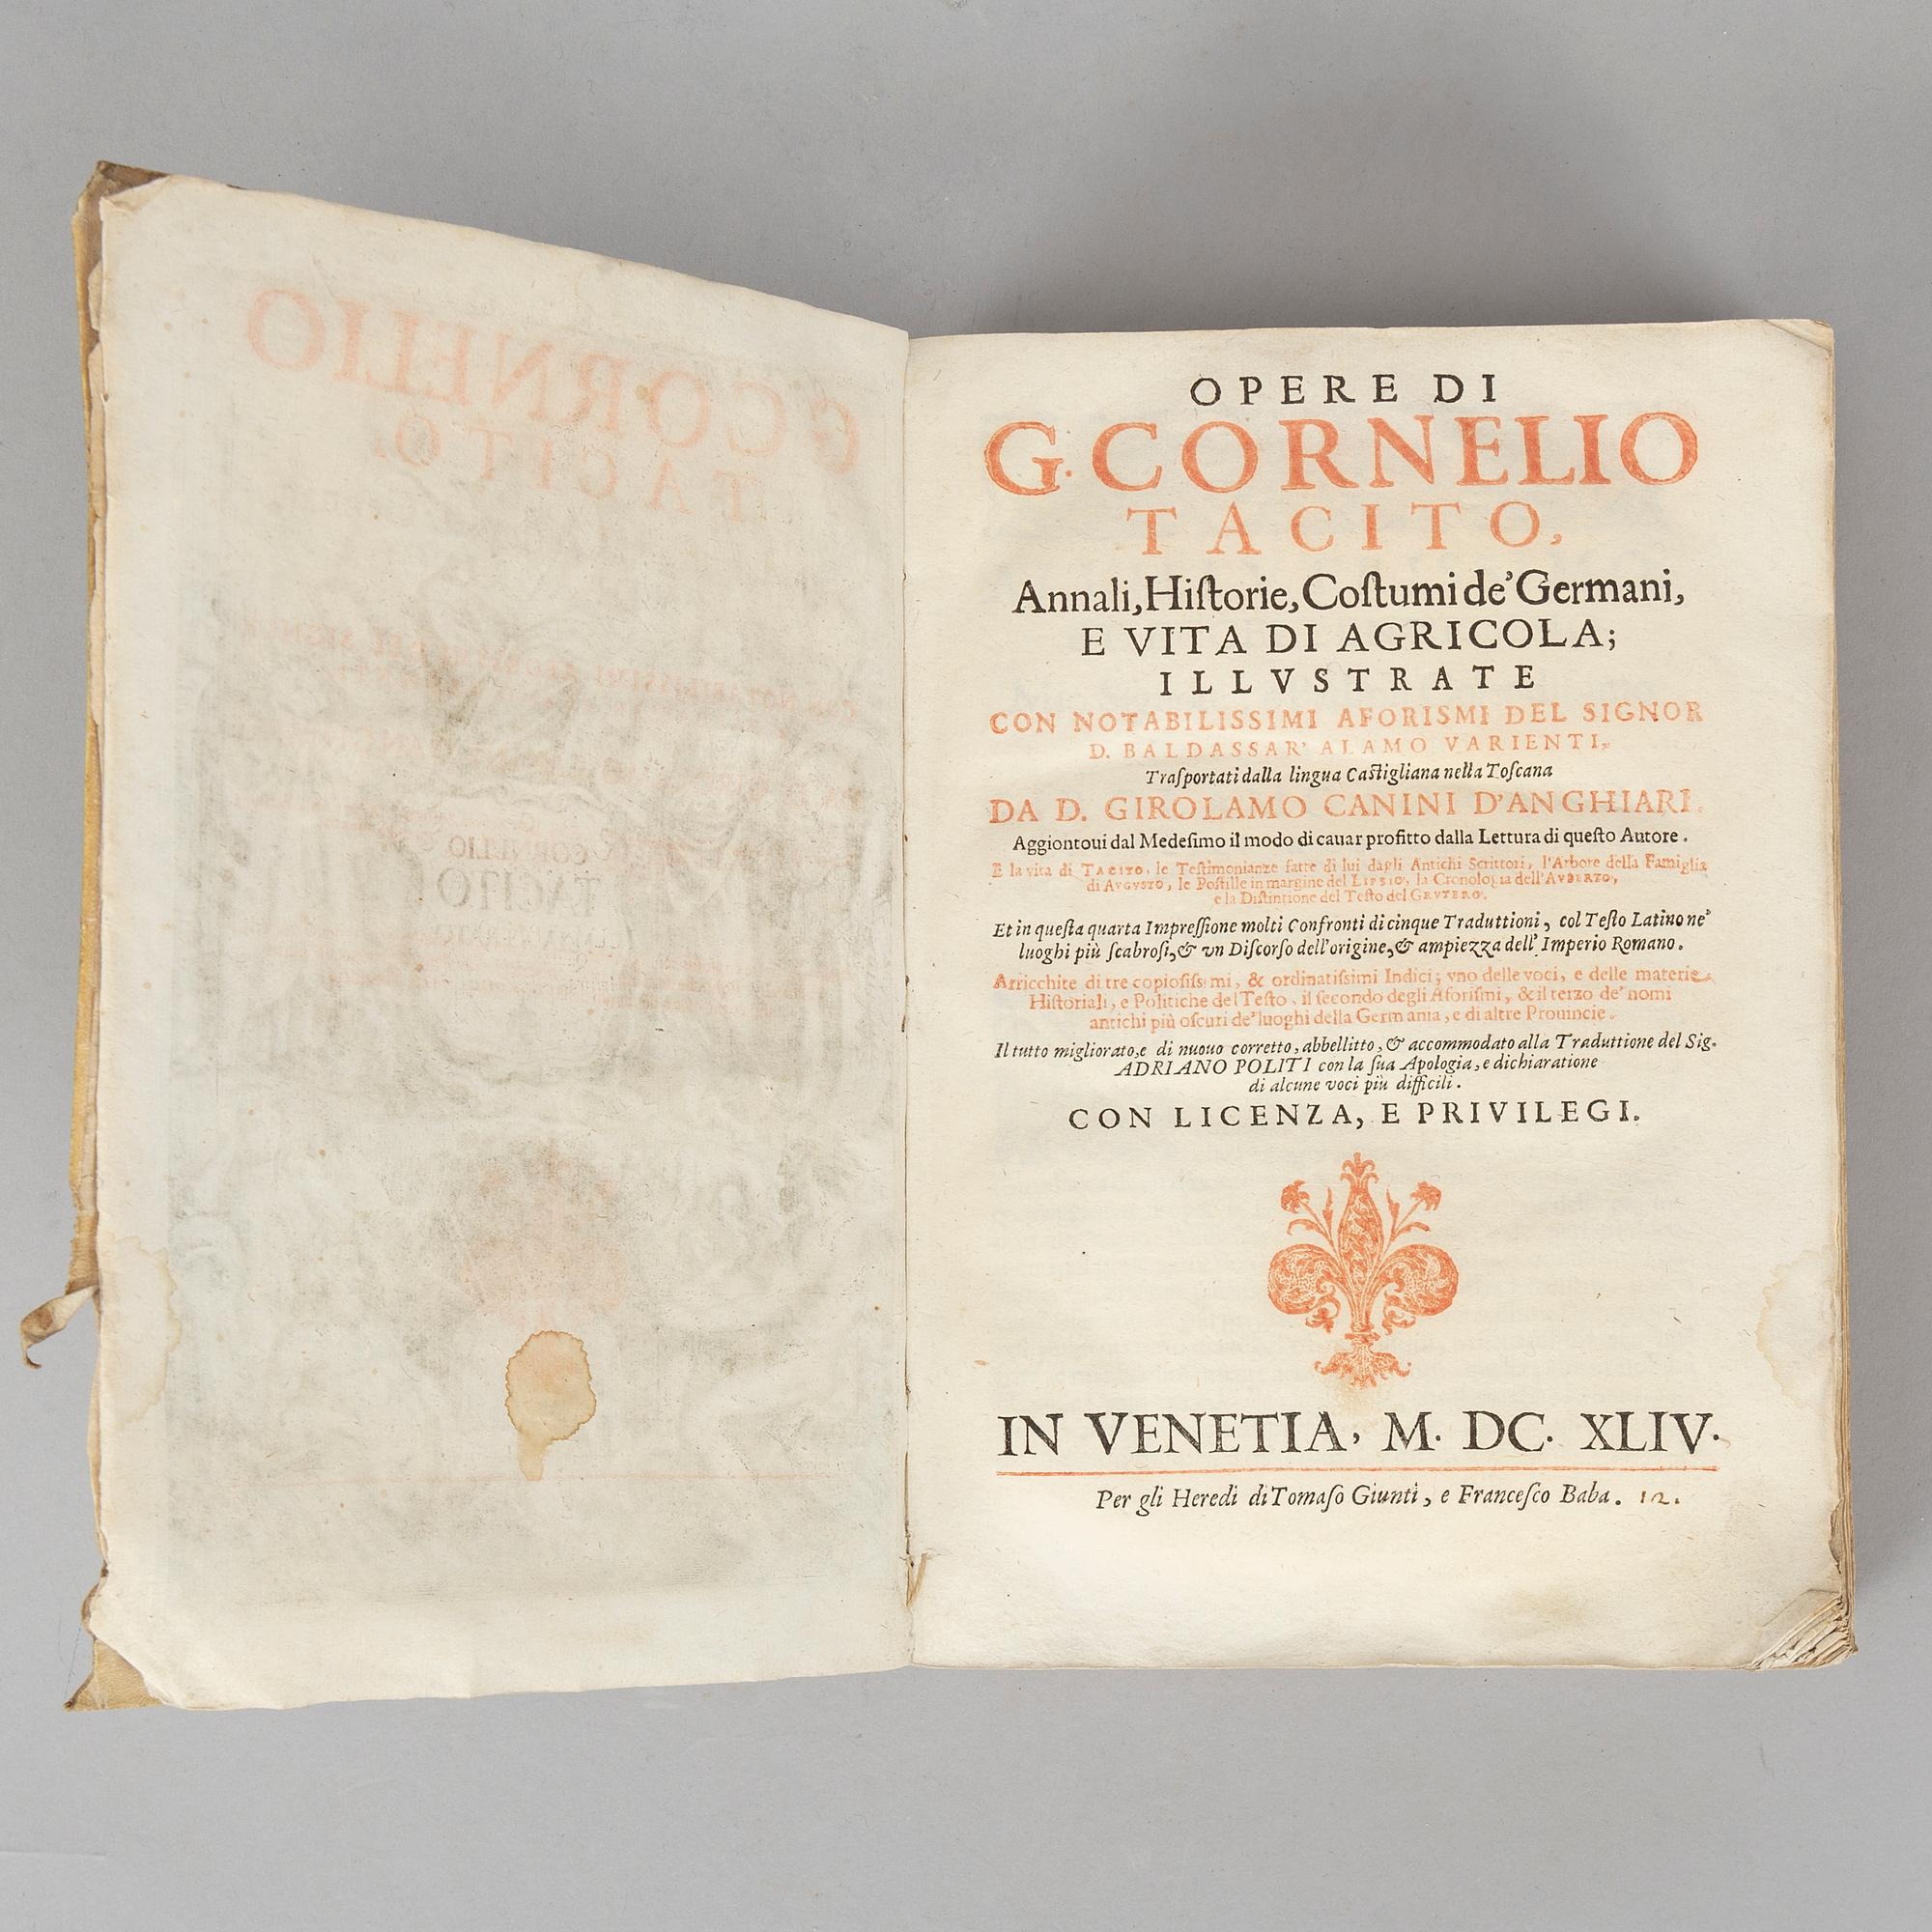 OPERE DI
G. CORNELIO
TACITO,
Annali, Hiſtorie, Coſtumi de' Germani,
E VITA DI AGRICOLA;
ILLVSTRATE
CON NOTABILISSIMI AFORISMI DEL SIGNOR
D. BALDASSAR' ALAMO VARIENTI,
Traſportati dalla lingua Caſtigliana nella Toſcana
DA D. GIROLAMO CANINI D'ANGHIARI.
Aggiontoui dal Medeſimo il modo di cauar profitto dalla Lettura di queſto Autore.
E la vita di TACITO, le Teſtimonianze fatte di lui dagli Antichi Scrittori, l'Arbore della Famiglia
di AVGVSTO, le Poſtille in margine del LIPSIO, la Cronologia dell'AVBERTO,
e la Diſtintione del Teſto del GRVTERO.
Et in queſta quarta Impreſſione molti Confronti di cinque Traduttioni, col Teſto Latino ne'
luoghi più ſcabroſi, & vn Diſcorſo dell'origine, & ampiezza dell' Imperio Romano.
Arricchite di tre copioſiſsimi, & ordinatiſsimi Indici; vno delle voci, e delle materie
Hiſtoriali, e Politiche del Teſto, il ſecondo degli Aforiſmi, & il terzo de' nomi
antichi più oſcuri de' luoghi della Germania, e di altre Prouincie.
Il tutto migliorato, e di nuouo corretto, abbellitto, & accommodato alla Traduttione del Sig.
ADRIANO POLITI con la ſua Apologia, e dichiaratione
di alcune voci più difficili.
CON LICENZA, E PRIVILEGI.
IN VENETIA, M. DC. XLIV.
Per gli Heredi di Tomaſo Giunti, e Franceſco Baba. 12.